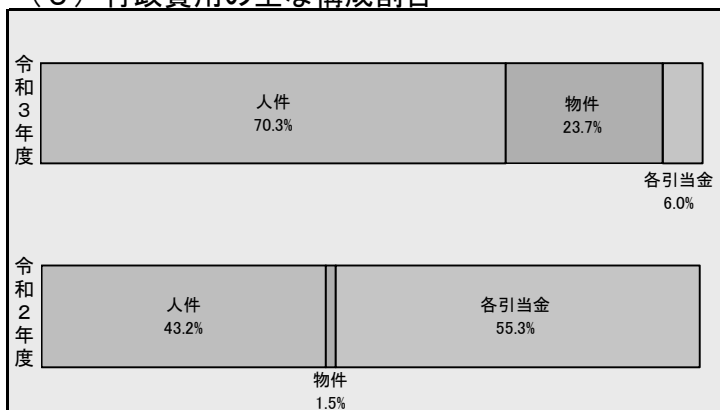 （３）行政費用の主な構成割合
令和３年度
人件
70.3%
物件
23.7%
各引当金
6.0%
令和２年度
人件
43.2%
各引当金
55.3%
物件
1.5%